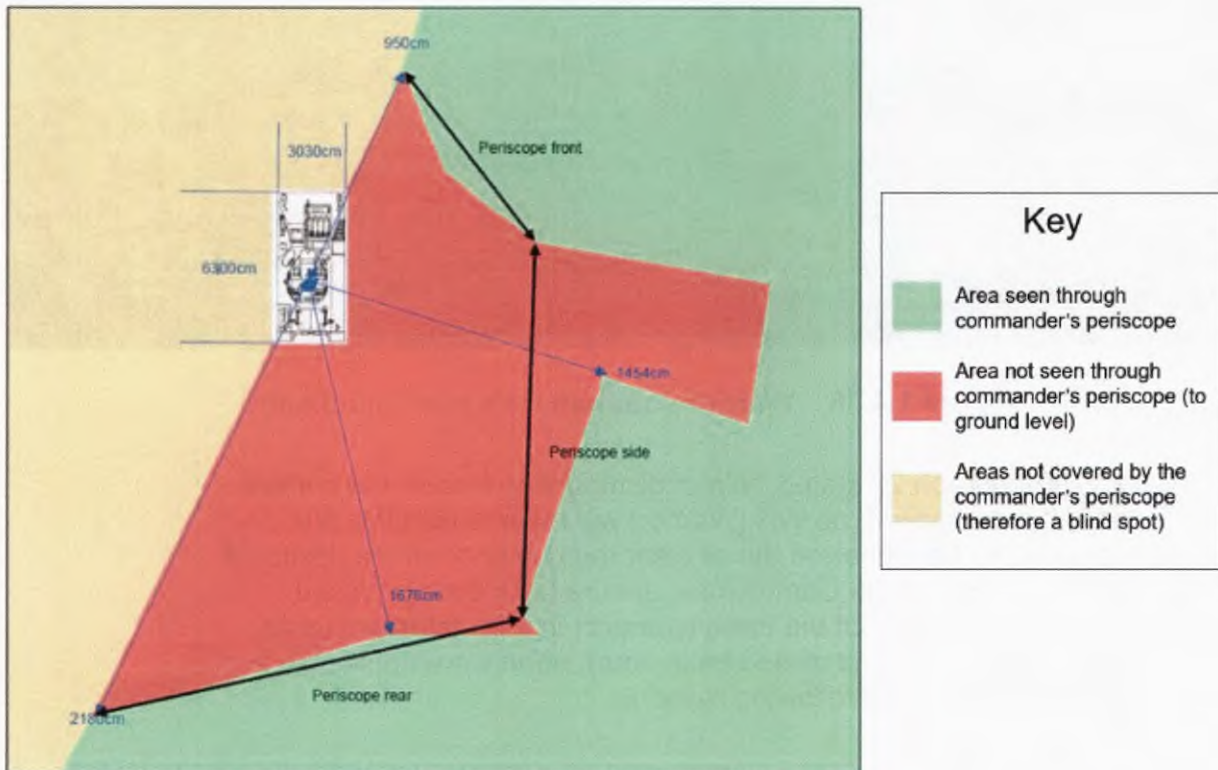 950cm
Periscope front
3030cm
6300cm
1454cm
Periscope side
1676cm
Periscope rear
2180cm
Key
Area seen through
commander's periscope
Area not seen through
commander's periscope (to
ground level)
Areas not covered by the
commander's periscope
(therefore a blind spot)